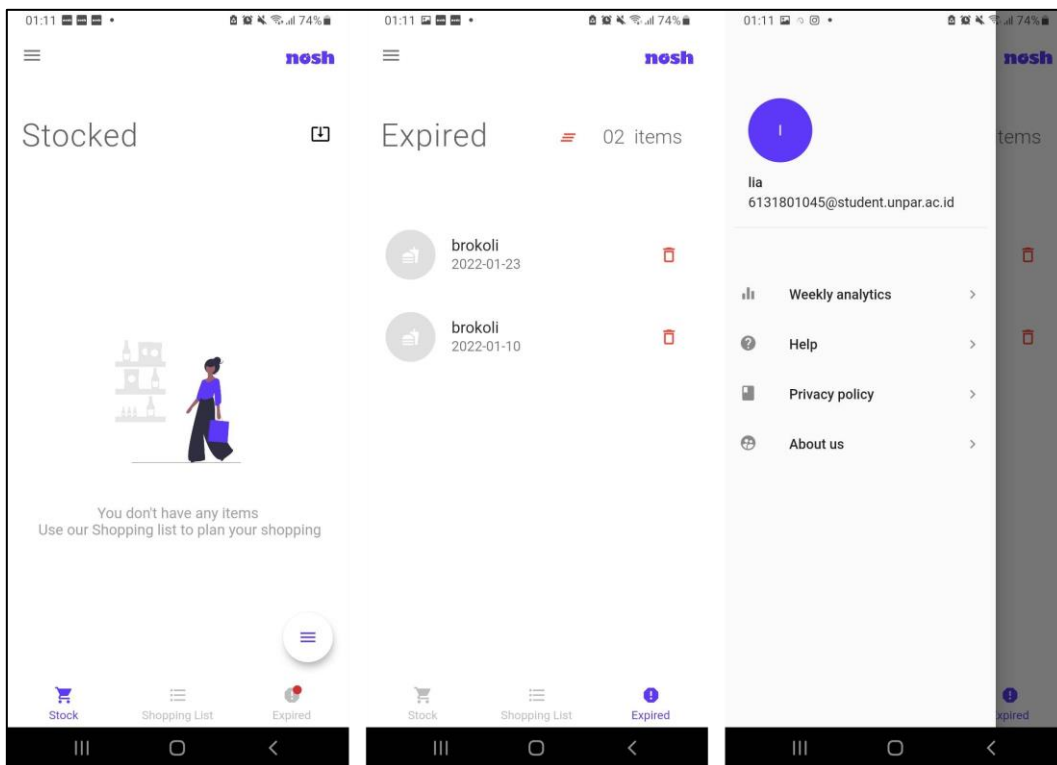 01:11
74%
nosh
Stocked
You don't have any items
Use our Shopping list to plan your shopping
Stock
Shopping List
Expired
01:11
74%
nosh
Expired
02 items
brokoli
2022-01-23
brokoli
2022-01-10
Stock
Shopping List
Expired
01:11
74%
nosh
tems
l
lia
6131801045@student.unpar.ac.id
Weekly analytics
Help
Privacy policy
About us
xpired